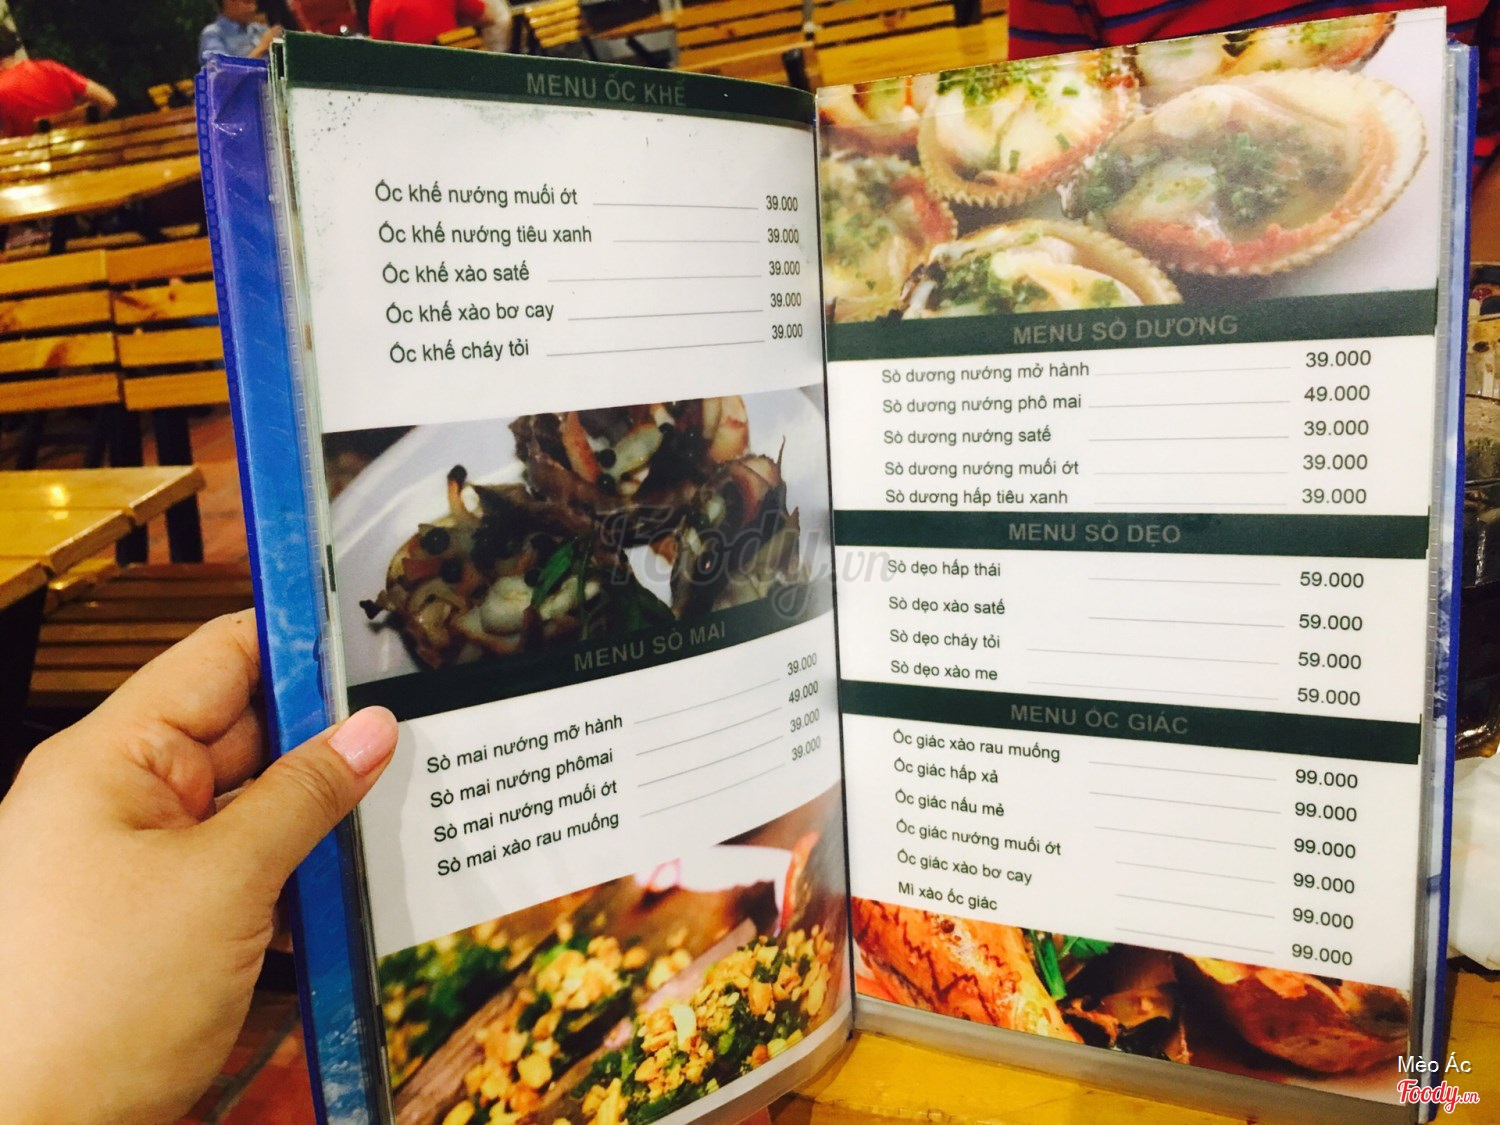 MENU ỐC KHẾ
Ốc khế nướng muối ớt 39.000
Ốc khế nướng tiêu xanh 39.000
Ốc khế xào satế 39.000
Ốc khế xào bơ cay 39.000
Ốc khế cháy tỏi 39.000
MENU SÒ MAI
Sò mai nướng mỡ hành 39.000
Sò mai nướng phômai 49.000
Sò mai nướng muối ớt 39.000
Sò mai xào rau muống 39.000
MENU SÒ DƯƠNG
Sò dương nướng mở hành 39.000
Sò dương nướng phô mai 49.000
Sò dương nướng satế 39.000
Sò dương nướng muối ớt 39.000
Sò dương hấp tiêu xanh 39.000
MENU SÒ DẸO
Sò dẹo hấp thái 59.000
Sò dẹo xào satế 59.000
Sò dẹo cháy tỏi 59.000
Sò dẹo xào me 59.000
MENU ỐC GIÁC
Ốc giác xào rau muống 99.000
Ốc giác hấp xả 99.000
Ốc giác nấu mẻ 99.000
Ốc giác nướng muối ớt 99.000
Ốc giác xào bơ cay 99.000
Mì xào ốc giác 99.000
Foody.vn
Mèo Ác
Foody.vn